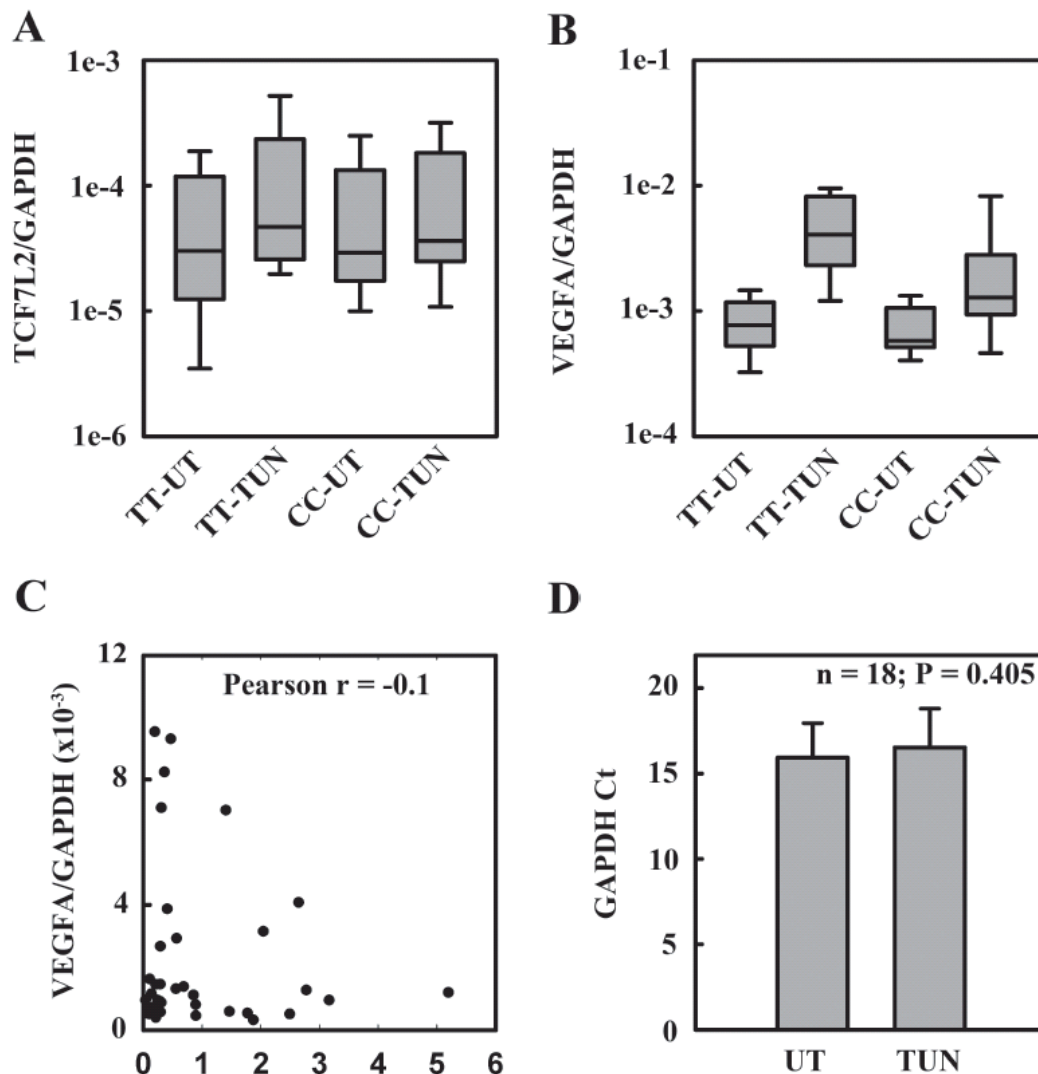 A
TCF7L2/GAPDH
1e-3
1e-4
1e-5
1e-6
TT-UT
TT-TUN
CC-UT
CC-TUN
B
VEGFA/GAPDH
1e-1
1e-2
1e-3
1e-4
TT-UT
TT-TUN
CC-UT
CC-TUN
C
VEGFA/GAPDH (x10⁻³)
12
8
4
0
Pearson r = -0.1
0 1 2 3 4 5 6
D
GAPDH Ct
20
15
10
5
0
n = 18; P = 0.405
UT TUN